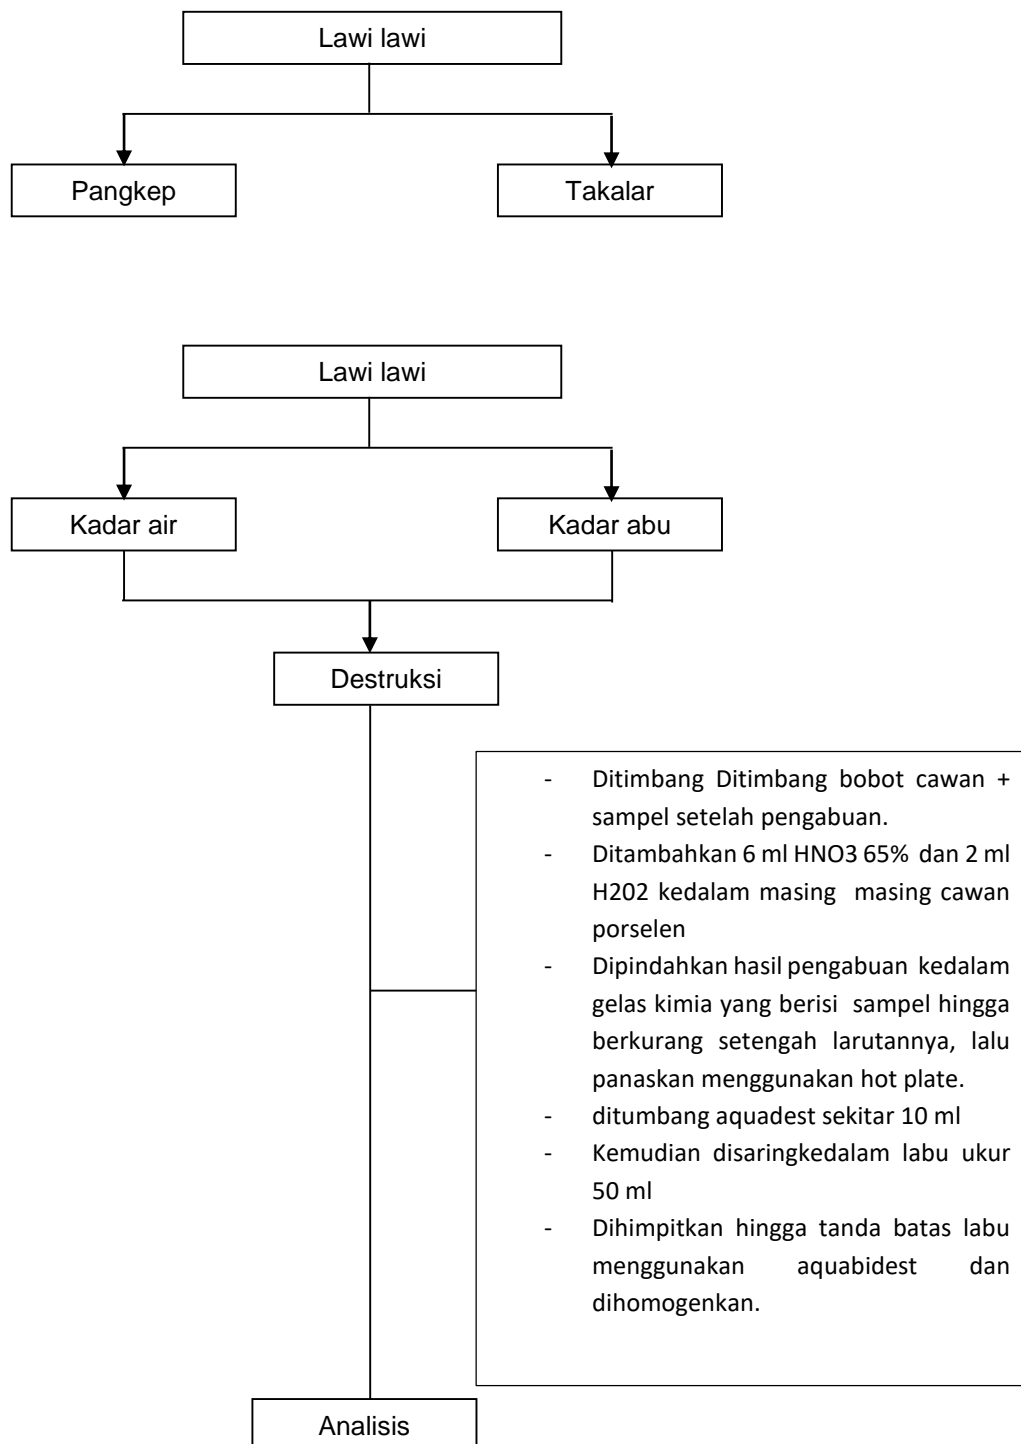 Lawi lawi
Pangkep
Takalar
Lawi lawi
Kadar air
Kadar abu
Destruksi
- Ditimbang Ditimbang bobot cawan +
sampel setelah pengabuan.
- Ditambahkan 6 ml HNO3 65% dan 2 ml
H202 kedalam masing masing cawan
porselen
- Dipindahkan hasil pengabuan kedalam
gelas kimia yang berisi sampel hingga
berkurang setengah larutannya, lalu
panaskan menggunakan hot plate.
- ditumbang aquadest sekitar 10 ml
- Kemudian disaringkedalam labu ukur
50 ml
- Dihimpitkan hingga tanda batas labu
menggunakan aquabidest dan
dihomogenkan.
Analisis